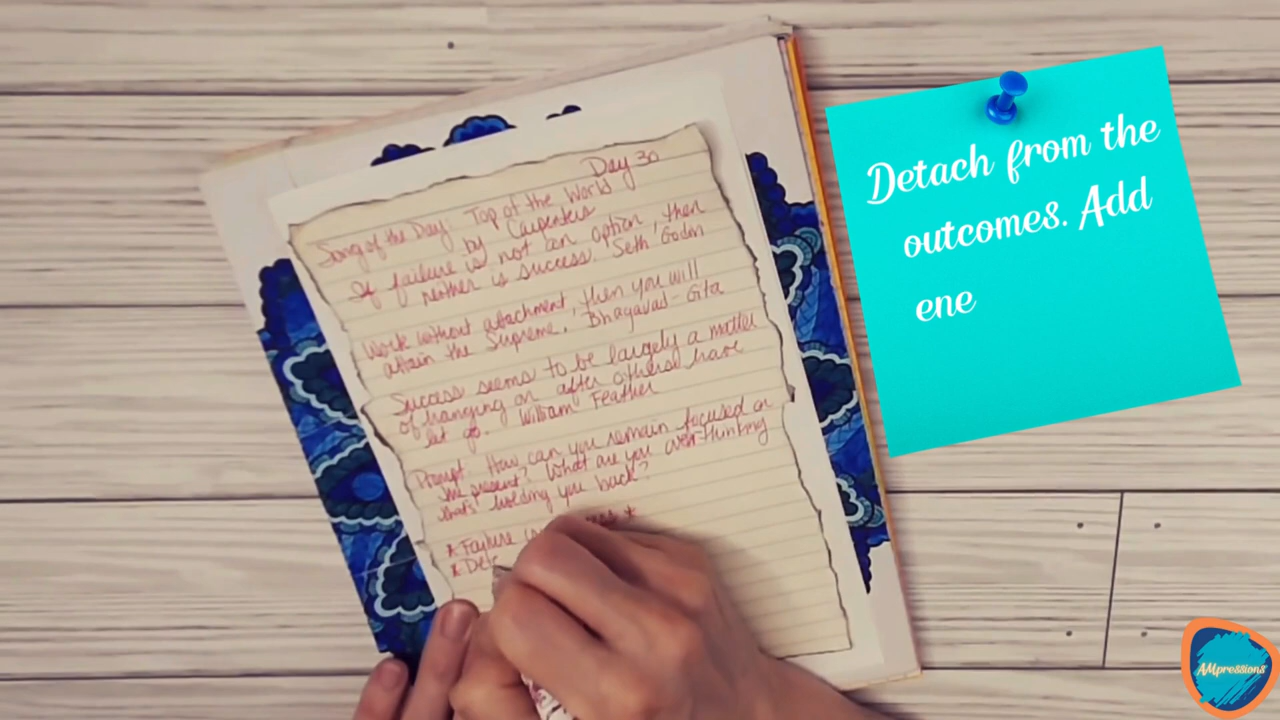 Day 30
Song of the Day: Top of the World
by Carpenters
If failure is not an option, then
neither is success. Seth Godin
Work without attachment, then you will
attain the Supreme. Bhagavad-Gita
Success seems to be largely a matter
of hanging on after others have
let go. William Feather
Prompt: How can you remain focused on
the present? What are you over-thinking
that's holding you back?
* Failure
* Det
Detach from the
outcomes. Add
ene
AMpressions